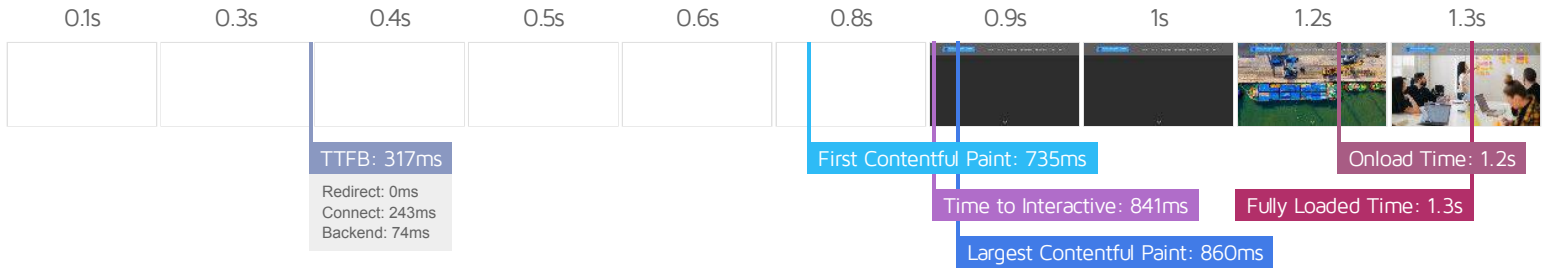 0.1s 0.3s 0.4s 0.5s 0.6s 0.8s 0.9s 1s 1.2s 1.3s
TTFB: 317ms
Redirect: 0ms
Connect: 243ms
Backend: 74ms
First Contentful Paint: 735ms
Onload Time: 1.2s
Time to Interactive: 841ms
Fully Loaded Time: 1.3s
Largest Contentful Paint: 860ms